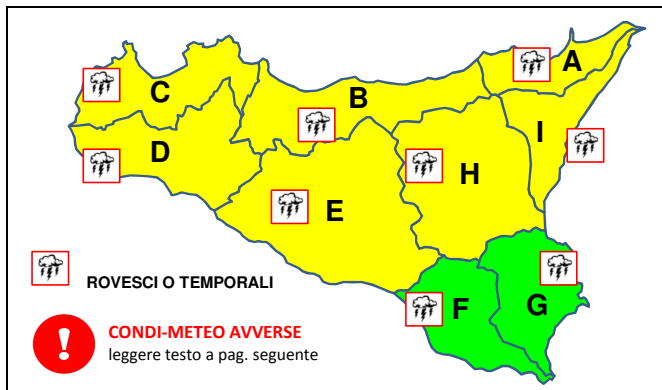 A
C
B
I
D
H
E
F
G
ROVESCI O TEMPORALI
CONDI-METEO AVVERSE
leggere testo a pag. seguente